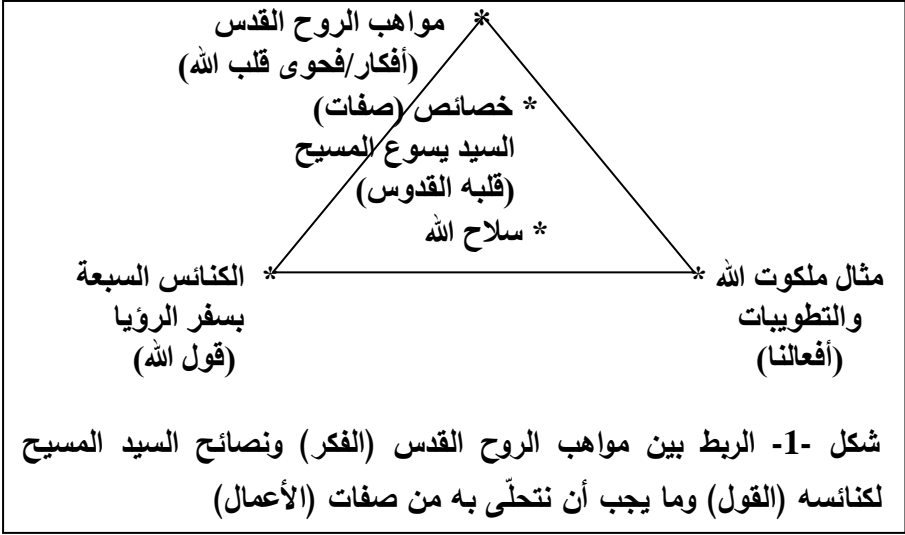 * مواهب الروح القدس
(أفكار/فحوى قلب الله)
* خصائص (صفات)
السيد يسوع المسيح
(قلبه القدوس)
* سلاح الله
مثال ملكوت الله *
والتطويبات
(أفعالنا)
* الكنائس السبعة
بسفر الرؤيا
(قول الله)
شكل -1- الربط بين مواهب الروح القدس (الفكر) ونصائح السيد المسيح
لكنائسه (القول) وما يجب أن نتحلّى به من صفات (الأعمال)